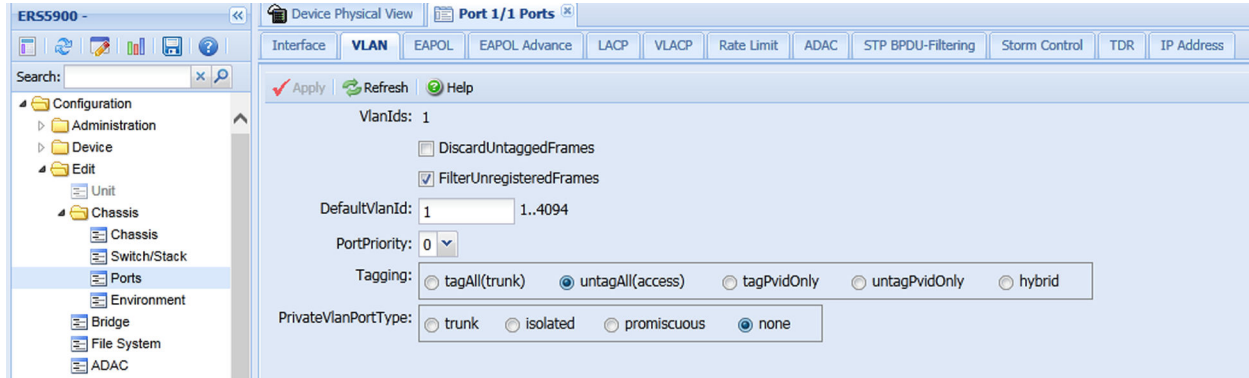 ERS5900 -
Device Physical View
Port 1/1 Ports
Interface VLAN EAPOL EAPOL Advance LACP VLACP Rate Limit ADAC STP BPDU-Filtering Storm Control TDR IP Address
Search:
Apply Refresh Help
Configuration
Administration
Device
Edit
Unit
Chassis
Chassis
Switch/Stack
Ports
Environment
Bridge
File System
ADAC
VlanIds: 1
DiscardUntaggedFrames
FilterUnregisteredFrames
DefaultVlanId: 1 1..4094
PortPriority: 0
Tagging: tagAll(trunk) untagAll(access) tagPvidOnly untagPvidOnly hybrid
PrivateVlanPortType: trunk isolated promiscuous none